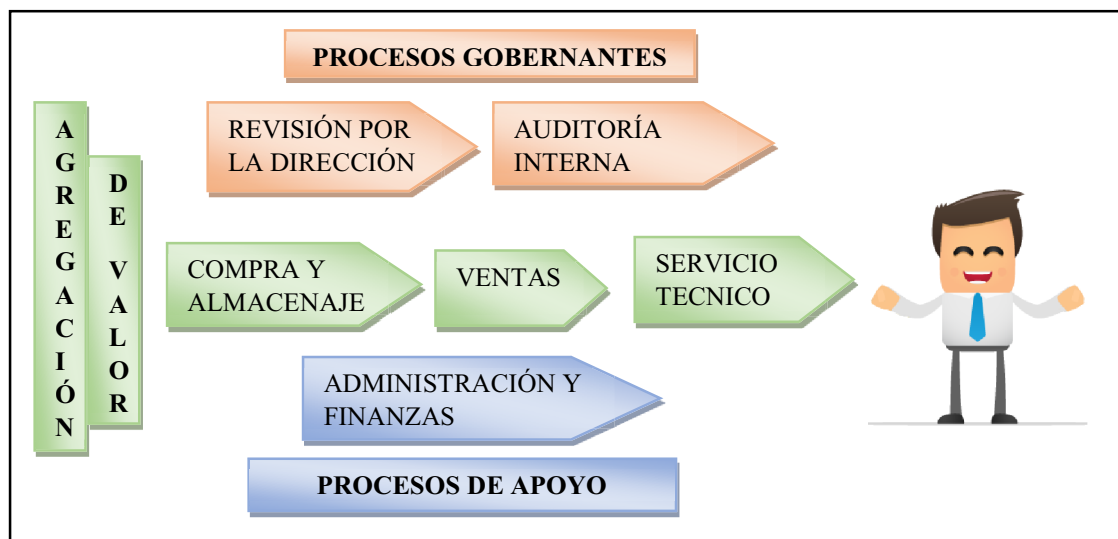 PROCESOS GOBERNANTES
REVISIÓN POR
LA DIRECCIÓN
AUDITORÍA
INTERNA
AGREGACIÓN
DE VALOR
COMPRA Y
ALMACENAJE
VENTAS
SERVICIO
TECNICO
ADMINISTRACIÓN Y
FINANZAS
PROCESOS DE APOYO